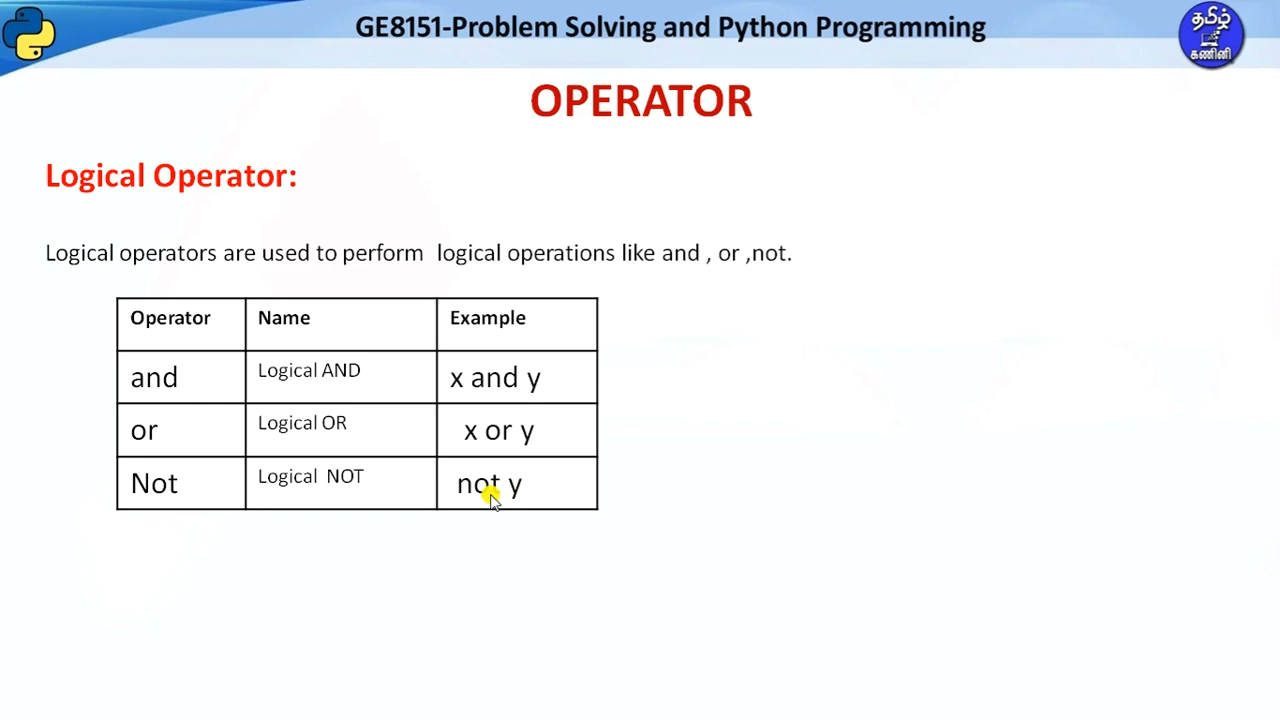 GE8151-Problem Solving and Python Programming
தமிழ்
கணினி
OPERATOR
Logical Operator:
Logical operators are used to perform logical operations like and , or ,not.
Operator Name Example
and Logical AND x and y
or Logical OR x or y
Not Logical NOT not y